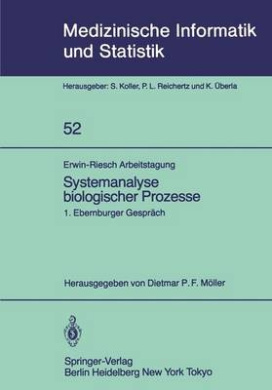 Medizinische Informatik
und Statistik
Herausgeber: S. Koller, P. L. Reichertz und K. Überla
52
Erwin-Riesch Arbeitstagung
Systemanalyse
biologischer Prozesse
1. Ebernburger Gespräch
Herausgegeben von Dietmar P. F. Möller
Springer-Verlag
Berlin Heidelberg New York Tokyo